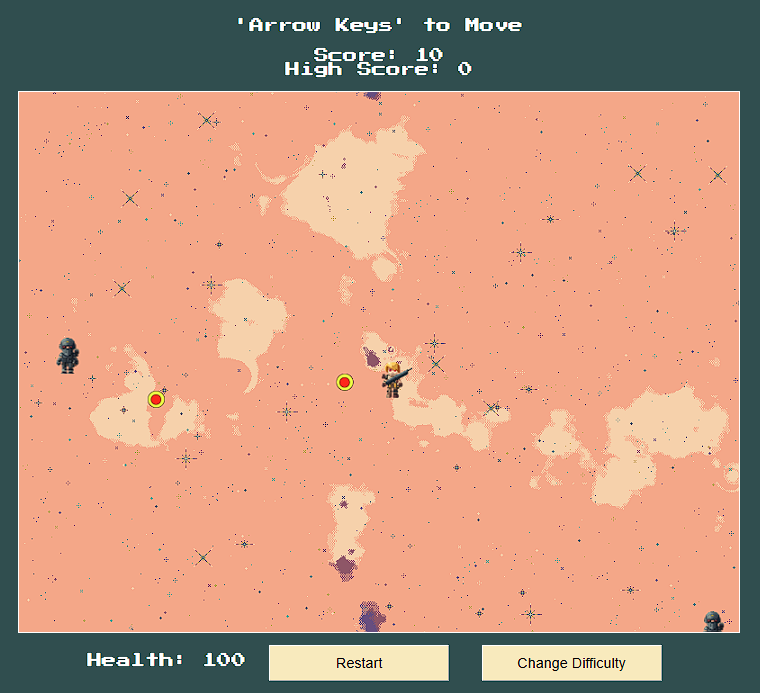 'Arrow Keys' to Move
Score: 10
High Score: 0
Health: 100
Restart
Change Difficulty